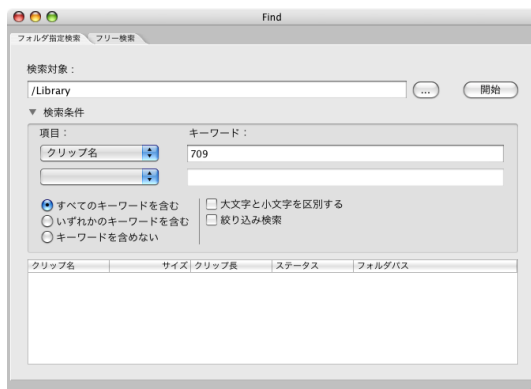 Find
フォルダ指定検索 フリー検索
検索対象：
/Library ... 開始
▼ 検索条件
項目： キーワード：
クリップ名 709
すべてのキーワードを含む 大文字と小文字を区別する
いずれかのキーワードを含む 絞り込み検索
キーワードを含めない
クリップ名 サイズ クリップ長 ステータス フォルダパス